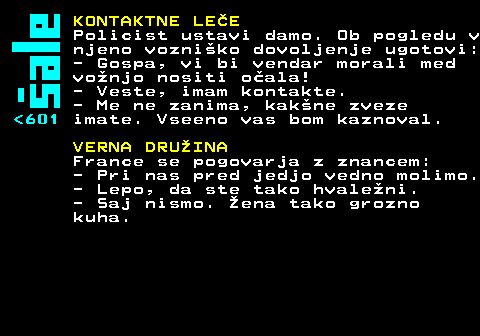 šale
<601
KONTAKTNE LEČE
Policist ustavi damo. Ob pogledu v
njeno vozniško dovoljenje ugotovi:
- Gospa, vi bi vendar morali med
vožnjo nositi očala!
- Veste, imam kontakte.
- Me ne zanima, kakšne zveze
imate. Vseeno vas bom kaznoval.
VERNA DRUŽINA
France se pogovarja z znancem:
- Pri nas pred jedjo vedno molimo.
- Lepo, da ste tako hvaležni.
- Saj nismo. Žena tako grozno
kuha.